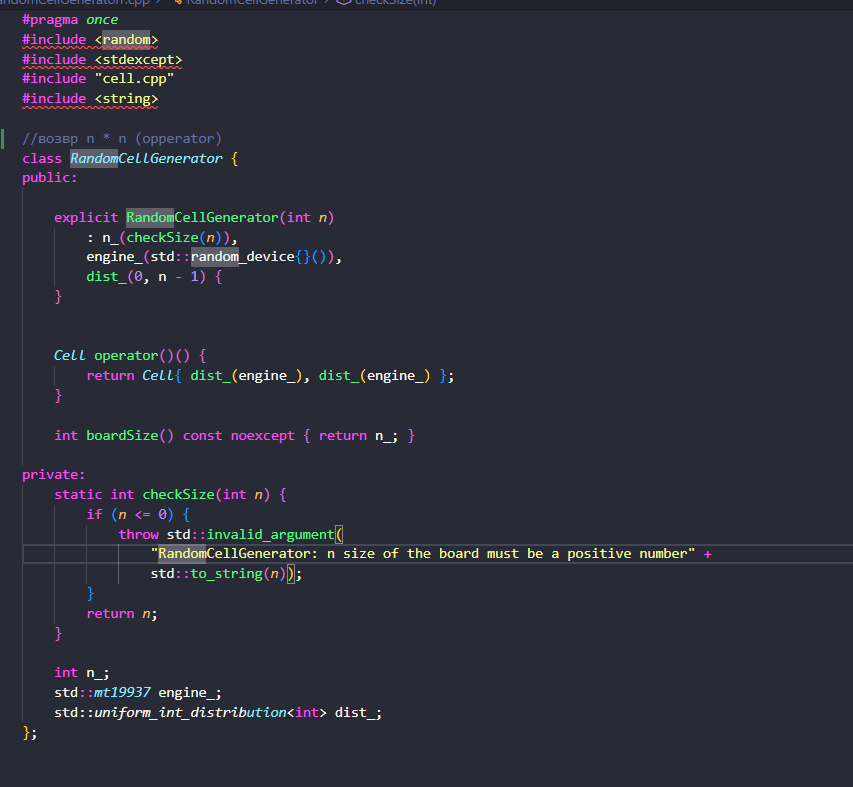 RandomCellGenerator > checkSize(int)
#pragma once
#include <random>
#include <stdexcept>
#include "cell.cpp"
#include <string>
//возвр n * n (opperator)
class RandomCellGenerator {
public:
explicit RandomCellGenerator(int n)
: n_(checkSize(n)),
engine_(std::random_device{}()),
dist_(0, n - 1) {
}
Cell operator()() {
return Cell{ dist_(engine_), dist_(engine_) };
}
int boardSize() const noexcept { return n_; }
private:
static int checkSize(int n) {
if (n <= 0) {
throw std::invalid_argument(
"RandomCellGenerator: n size of the board must be a positive number" +
std::to_string(n));
}
return n;
}
int n_;
std::mt19937 engine_;
std::uniform_int_distribution<int> dist_;
};